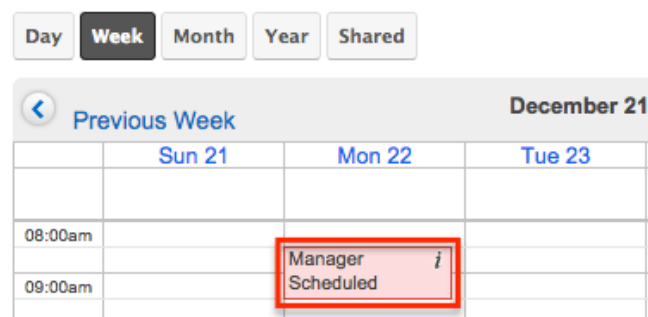 Day Week Month Year Shared
Previous Week December 21
Sun 21 Mon 22 Tue 23
08:00am
Manager i
Scheduled
09:00am